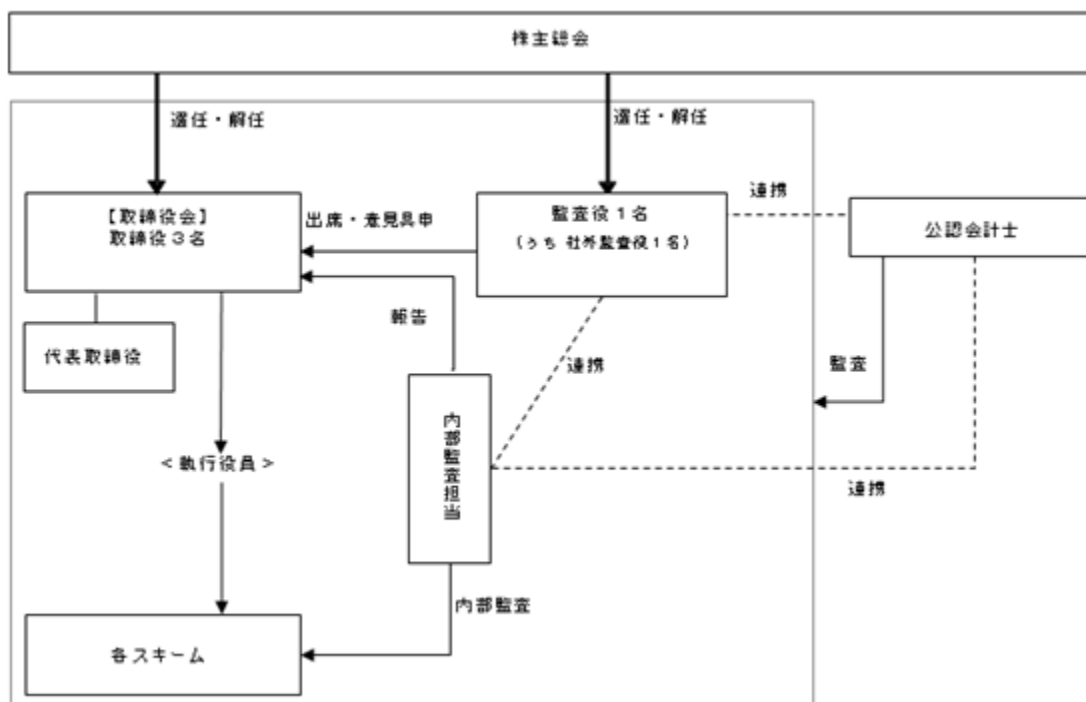 株主総会
選任・解任
選任・解任
【取締役会】
取締役3名
出席・意見具申
監査役1名
(うち 社外監査役1名)
連携
公認会計士
代表取締役
報告
連携
監査
内部監査担当
<執行役員>
連携
内部監査
各スキーム